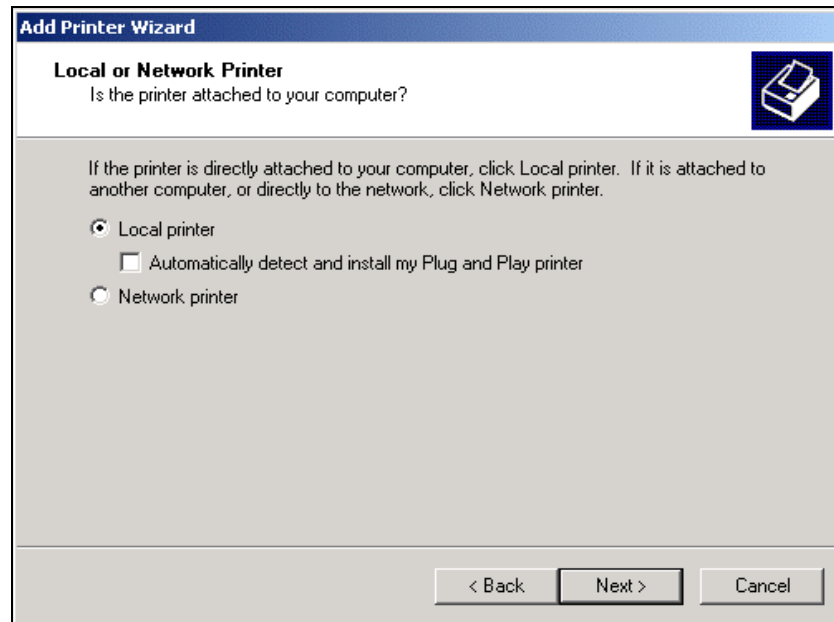 Add Printer Wizard
Local or Network Printer
Is the printer attached to your computer?
If the printer is directly attached to your computer, click Local printer.  If it is attached to
another computer, or directly to the network, click Network printer.
Local printer
Automatically detect and install my Plug and Play printer
Network printer
< Back
Next >
Cancel